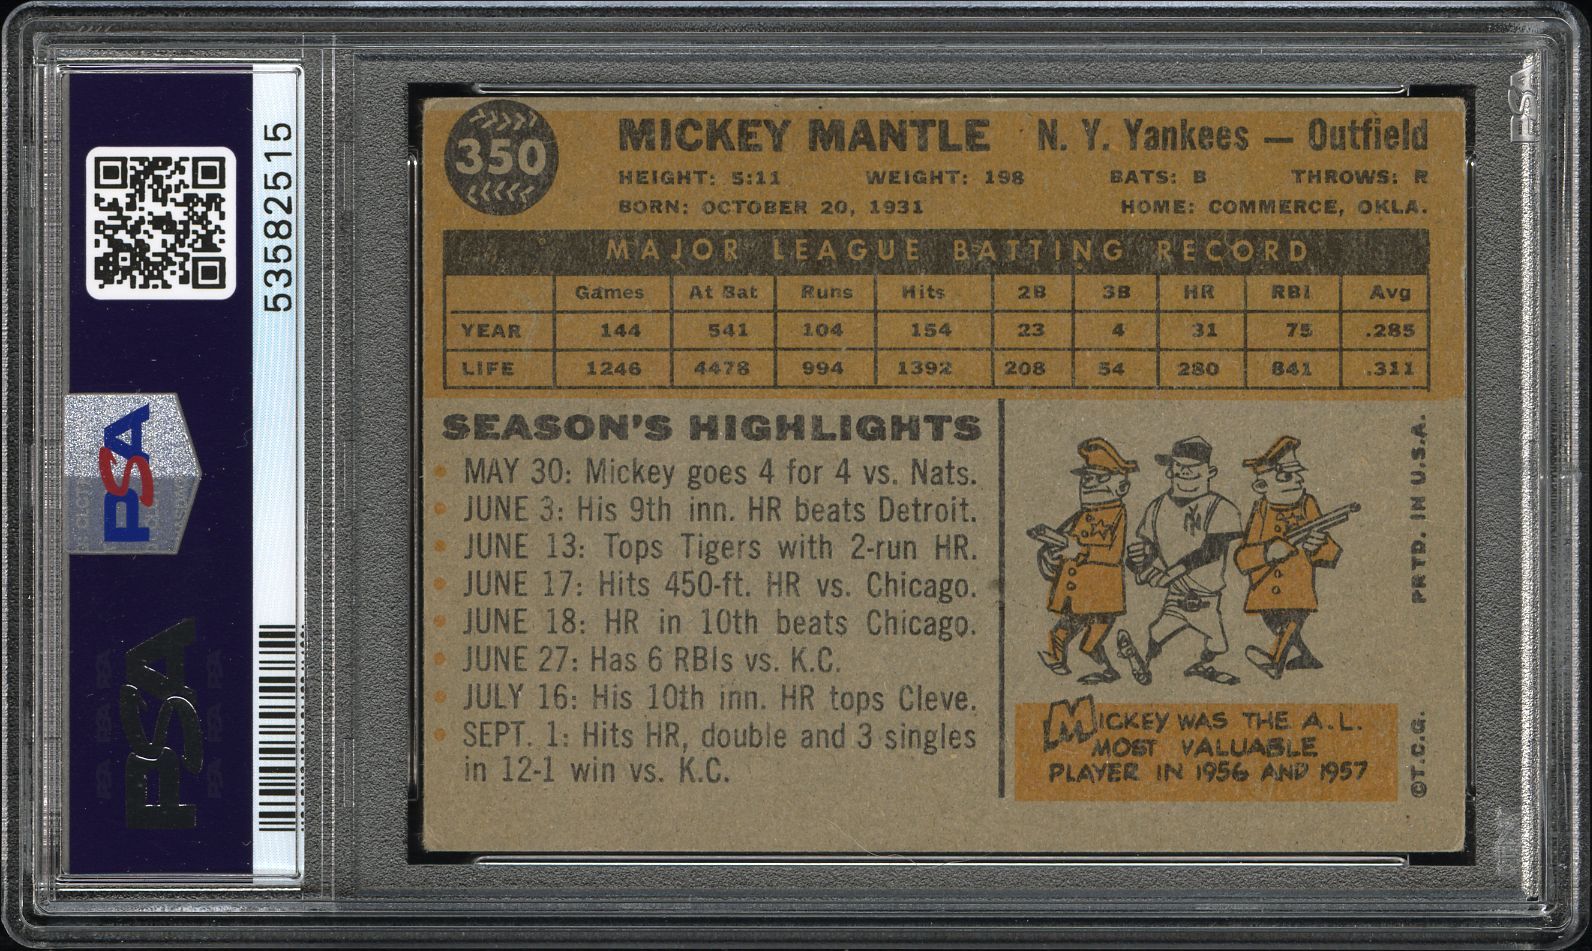 350
MICKEY MANTLE N. Y. Yankees — Outfield
HEIGHT: 5:11 WEIGHT: 198 BATS: B THROWS: R
BORN: OCTOBER 20, 1931 HOME: COMMERCE, OKLA.
MAJOR LEAGUE BATTING RECORD
Games At Bat Runs Hits 2B 3B HR RBI Avg
YEAR 144 541 104 154 23 4 31 75 .285
LIFE 1246 4478 994 1392 208 54 280 841 .311
SEASON'S HIGHLIGHTS
• MAY 30: Mickey goes 4 for 4 vs. Nats.
• JUNE 3: His 9th inn. HR beats Detroit.
• JUNE 13: Tops Tigers with 2-run HR.
• JUNE 17: Hits 450-ft. HR vs. Chicago.
• JUNE 18: HR in 10th beats Chicago.
• JUNE 27: Has 6 RBIs vs. K.C.
• JULY 16: His 10th inn. HR tops Cleve.
• SEPT. 1: Hits HR, double and 3 singles
in 12-1 win vs. K.C.
NY
MICKEY WAS THE A.L.
MOST VALUABLE
PLAYER IN 1956 AND 1957
PRTD. IN U.S.A.
©T.C.G.
53582515
PSA
PSA
PSA